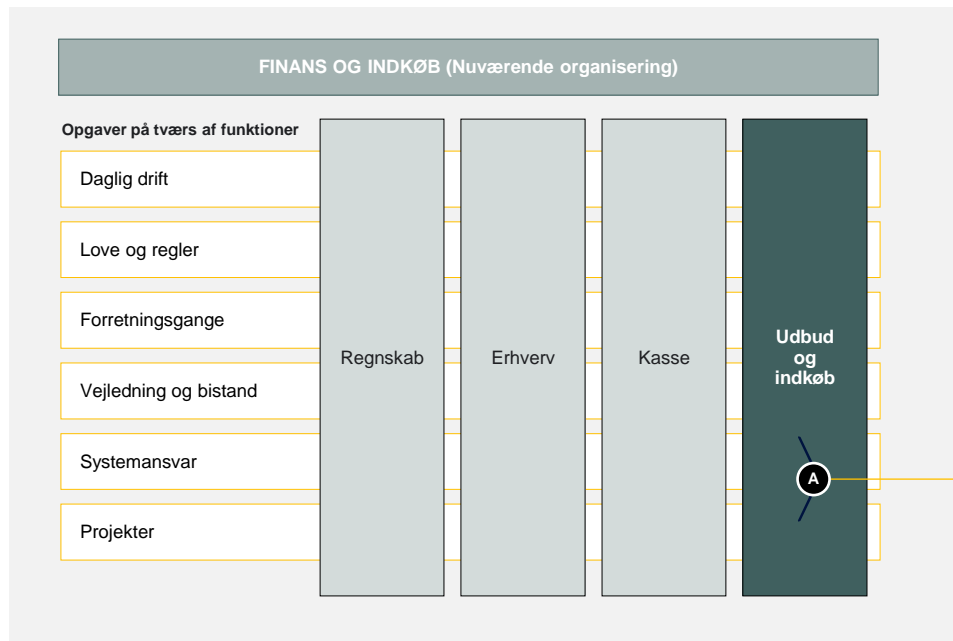 FINANS OG INDKØB (Nuværende organisering)
Opgaver på tværs af funktioner
Daglig drift
Love og regler
Forretningsgange
Vejledning og bistand
Systemansvar
Projekter
Regnskab
Erhverv
Kasse
Udbud
og
indkøb
A